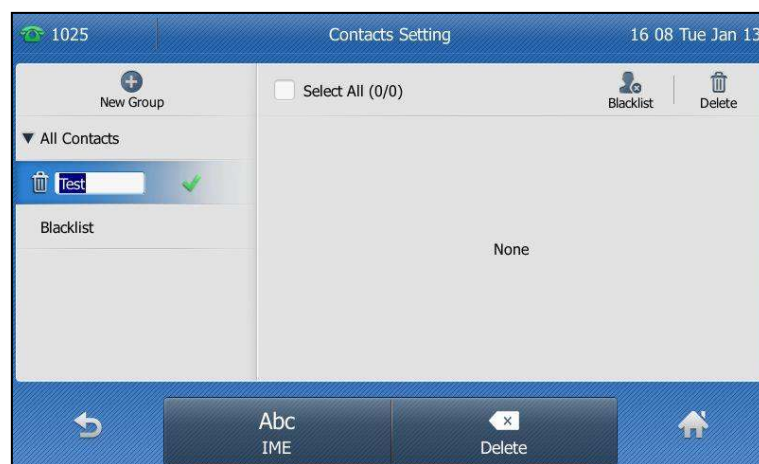 1025
Contacts Setting
16 08 Tue Jan 13
New Group
Select All (0/0)
Blacklist
Delete
All Contacts
Test
Blacklist
None
Abc
IME
Delete